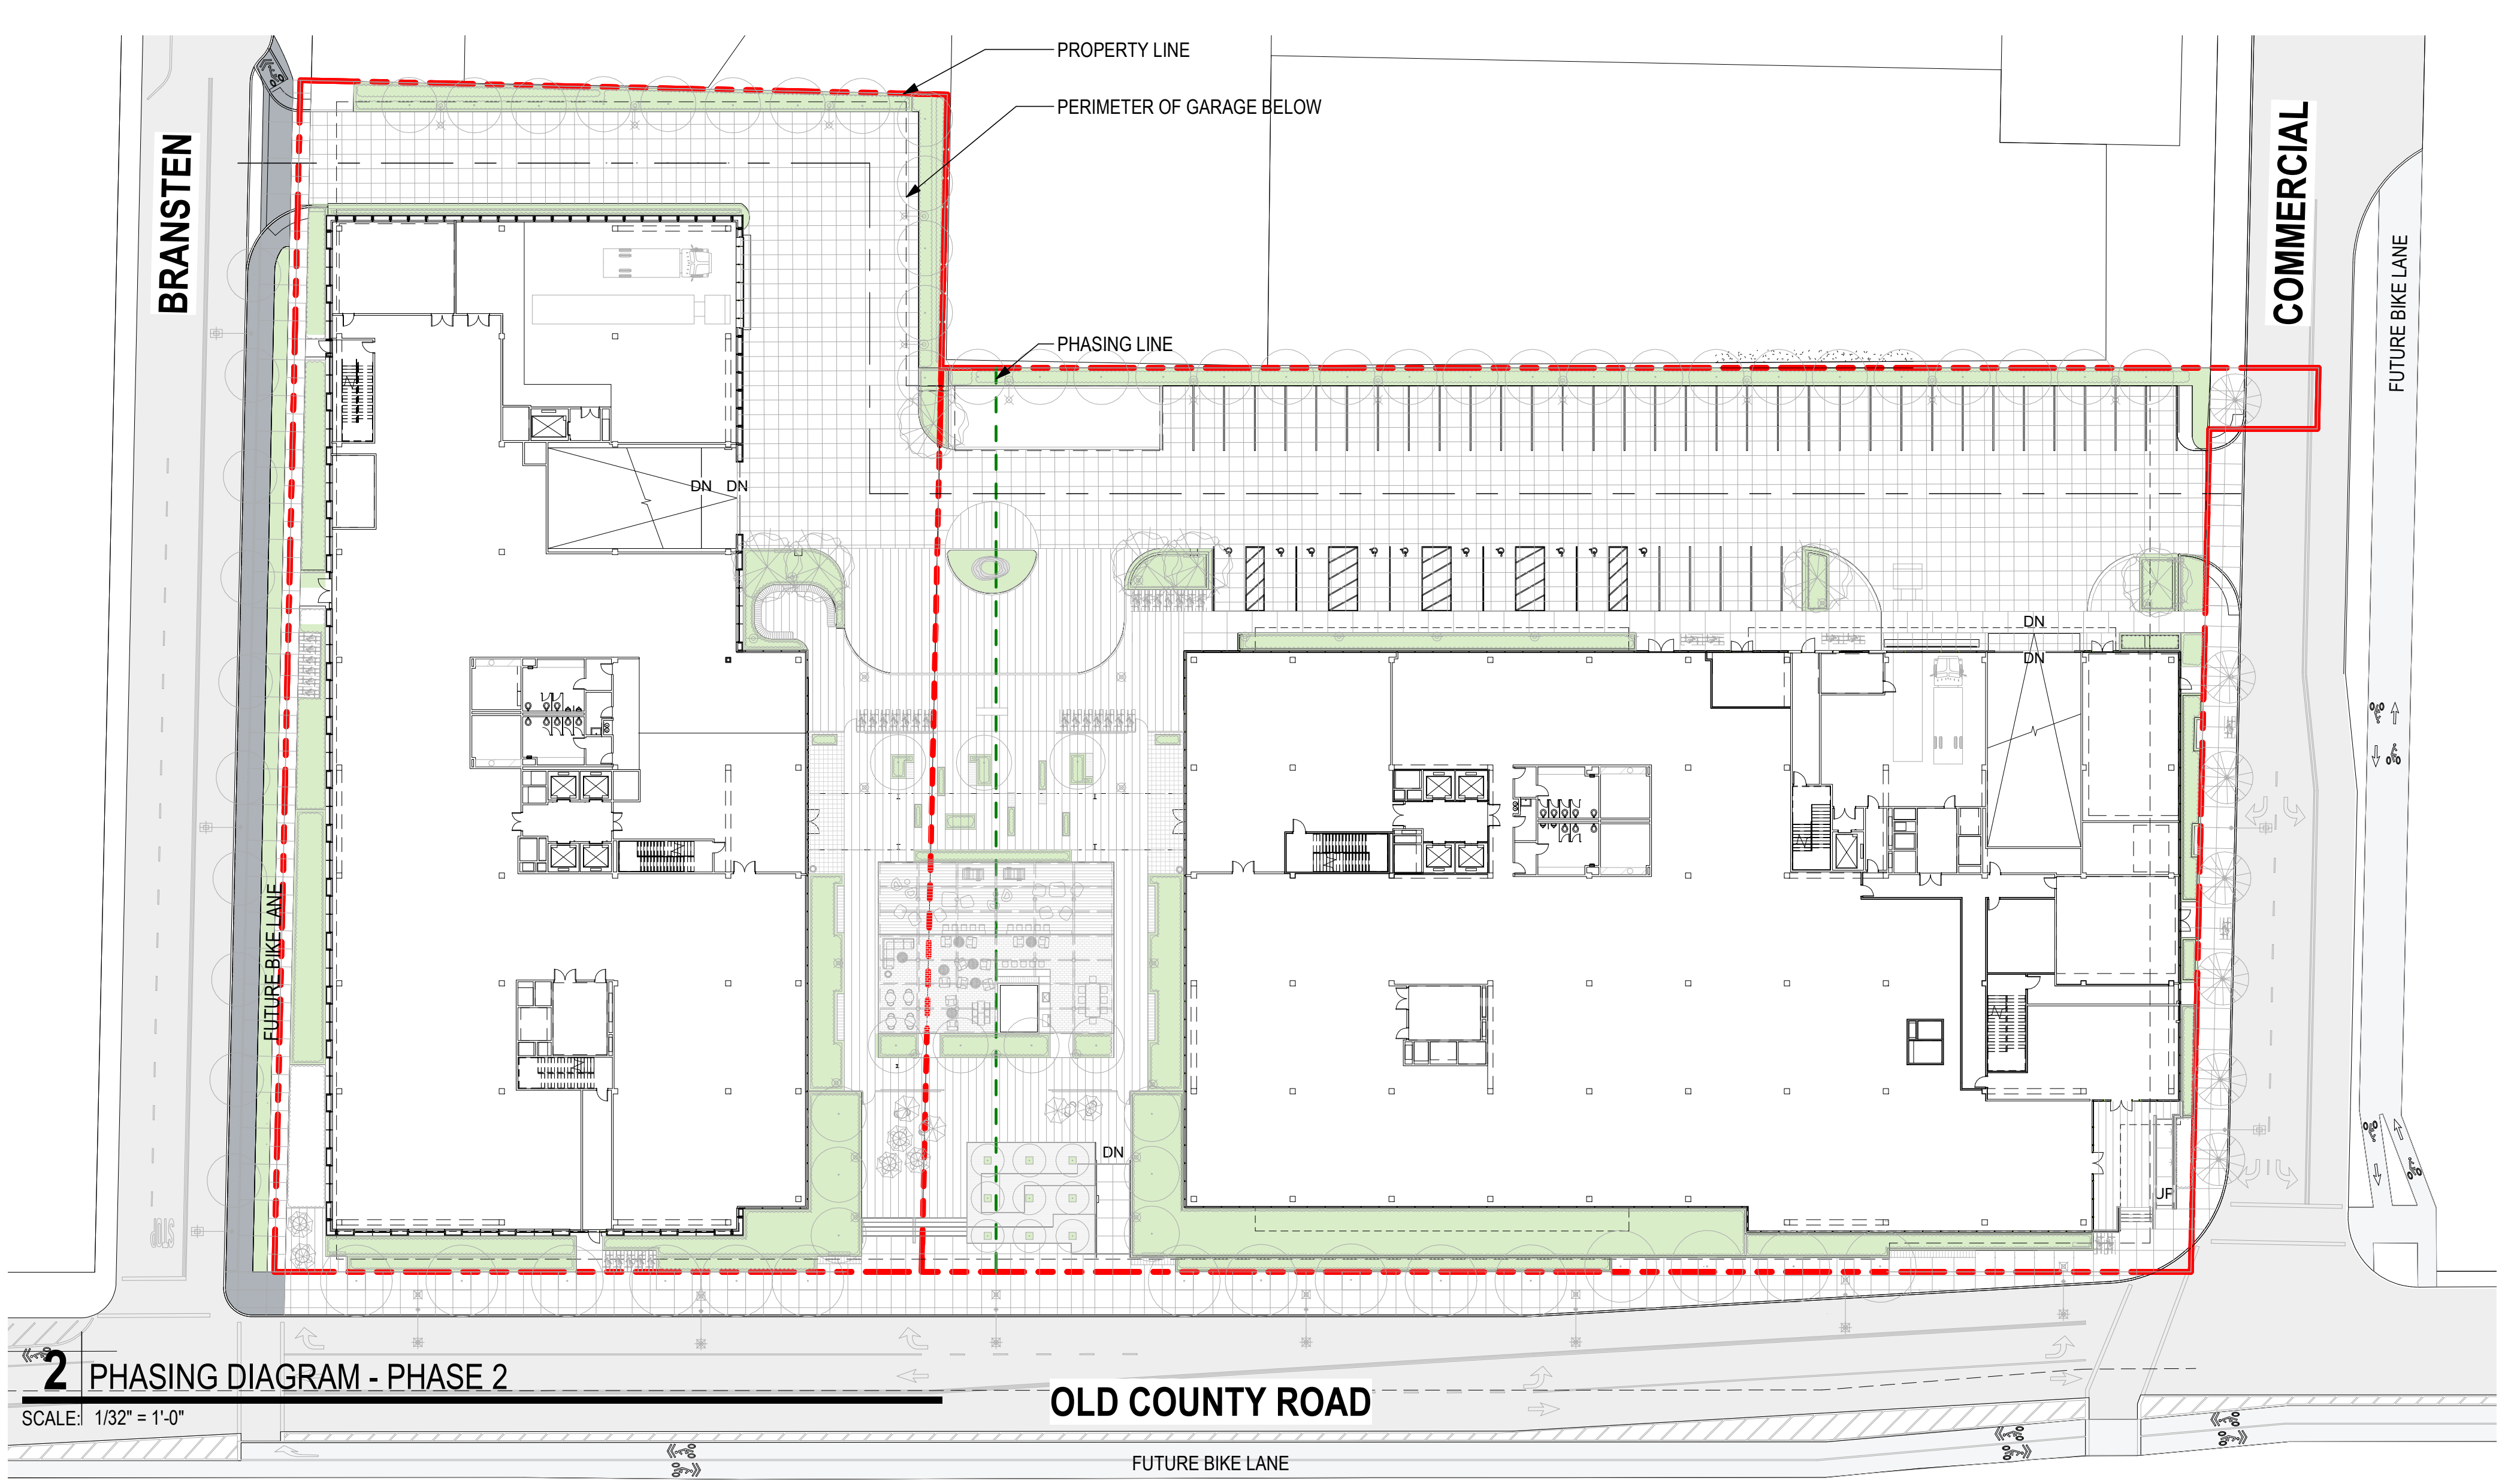 PROPERTY LINE
PERIMETER OF GARAGE BELOW
BRANSTEN
COMMERCIAL
FUTURE BIKE LANE
PHASING LINE
DN
DN
DN
DN
FUTURE BIKE LANE
DN
UP
2
PHASING DIAGRAM - PHASE 2
OLD COUNTY ROAD
SCALE: 1/32" = 1'-0"
FUTURE BIKE LANE